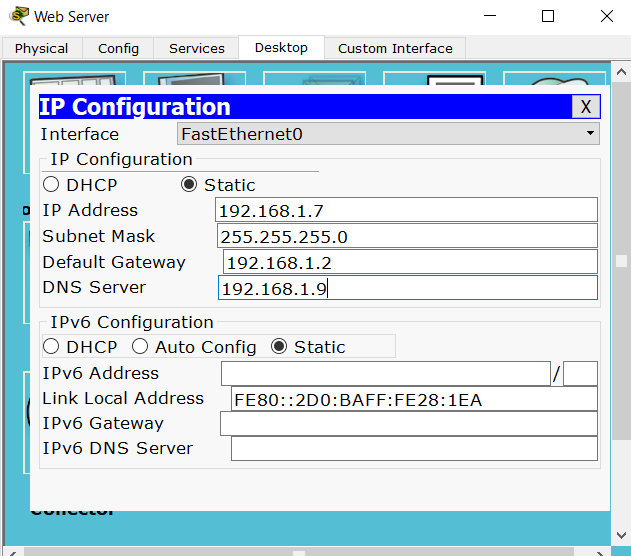 Web Server
Physical Config Services Desktop Custom Interface
IP Configuration X
Interface FastEthernet0
IP Configuration
DHCP Static
IP Address 192.168.1.7
Subnet Mask 255.255.255.0
Default Gateway 192.168.1.2
DNS Server 192.168.1.9
IPv6 Configuration
DHCP Auto Config Static
IPv6 Address /
Link Local Address FE80::2D0:BAFF:FE28:1EA
IPv6 Gateway
IPv6 DNS Server
Collector